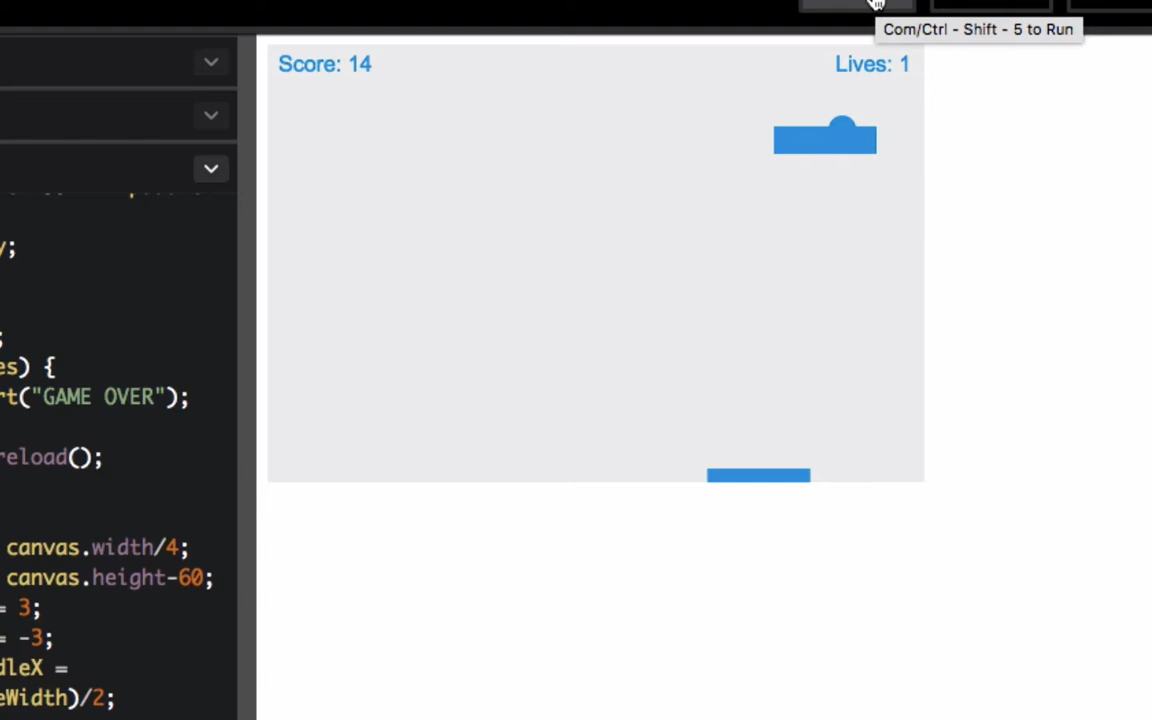 Com/Ctrl - Shift - 5 to Run
Score: 14
Lives: 1
y;
;
es) {
rt("GAME OVER");
reload();
canvas.width/4;
canvas.height-60;
= 3;
= -3;
dleX =
eWidth)/2;